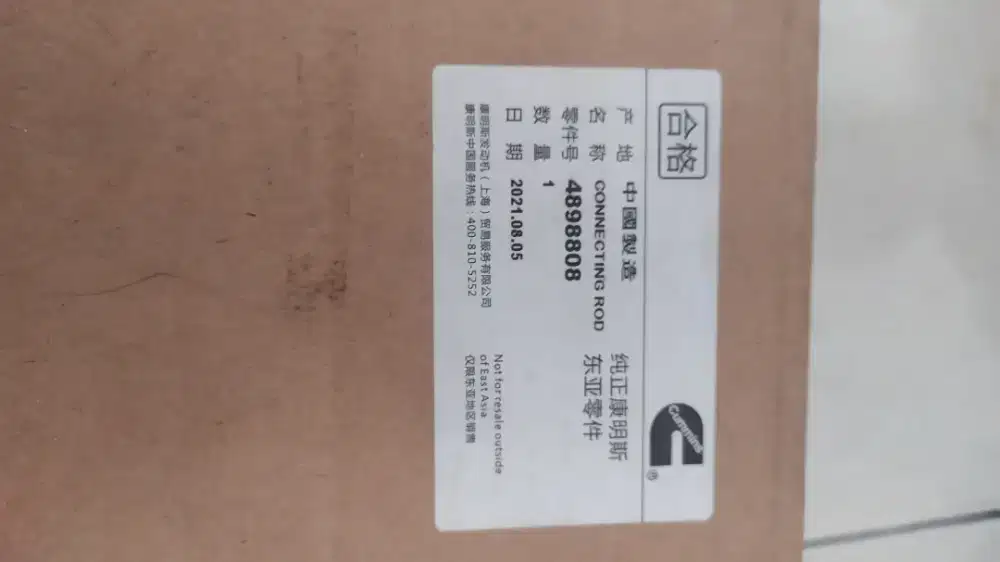 合格
Cummins
®
产地 中國製造
名称 CONNECTING ROD
零件号 4898808
数量 1
日期 2021.08.05
纯正康明斯
东亚零件
康明斯发动机(上海)贸易服务有限公司
康明斯中国服务热线:400-810-5252
Not for resale outside
of East Asia
仅限东亚地区销售